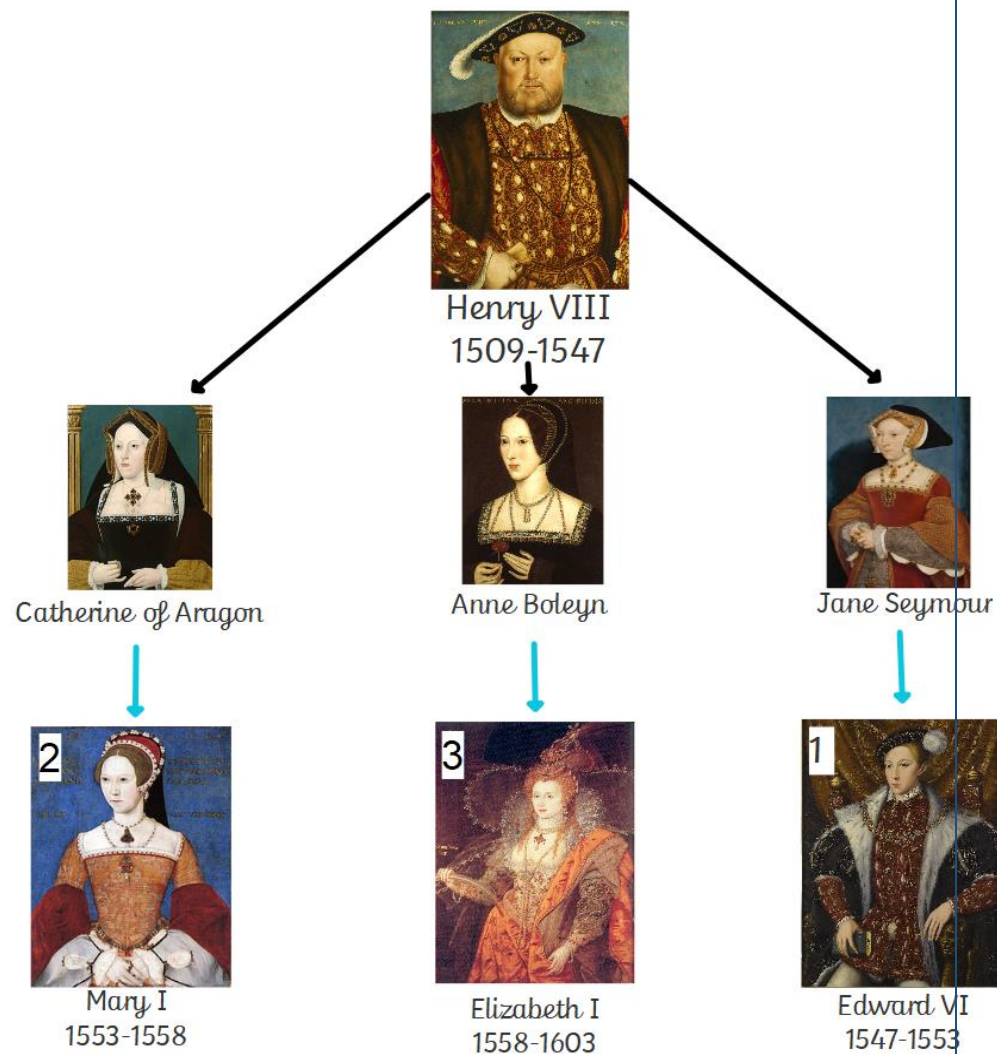 Henry VIII
1509-1547
Catherine of Aragon
Anne Boleyn
Jane Seymour
2
3
1
Mary I
1553-1558
Elizabeth I
1558-1603
Edward VI
1547-1553